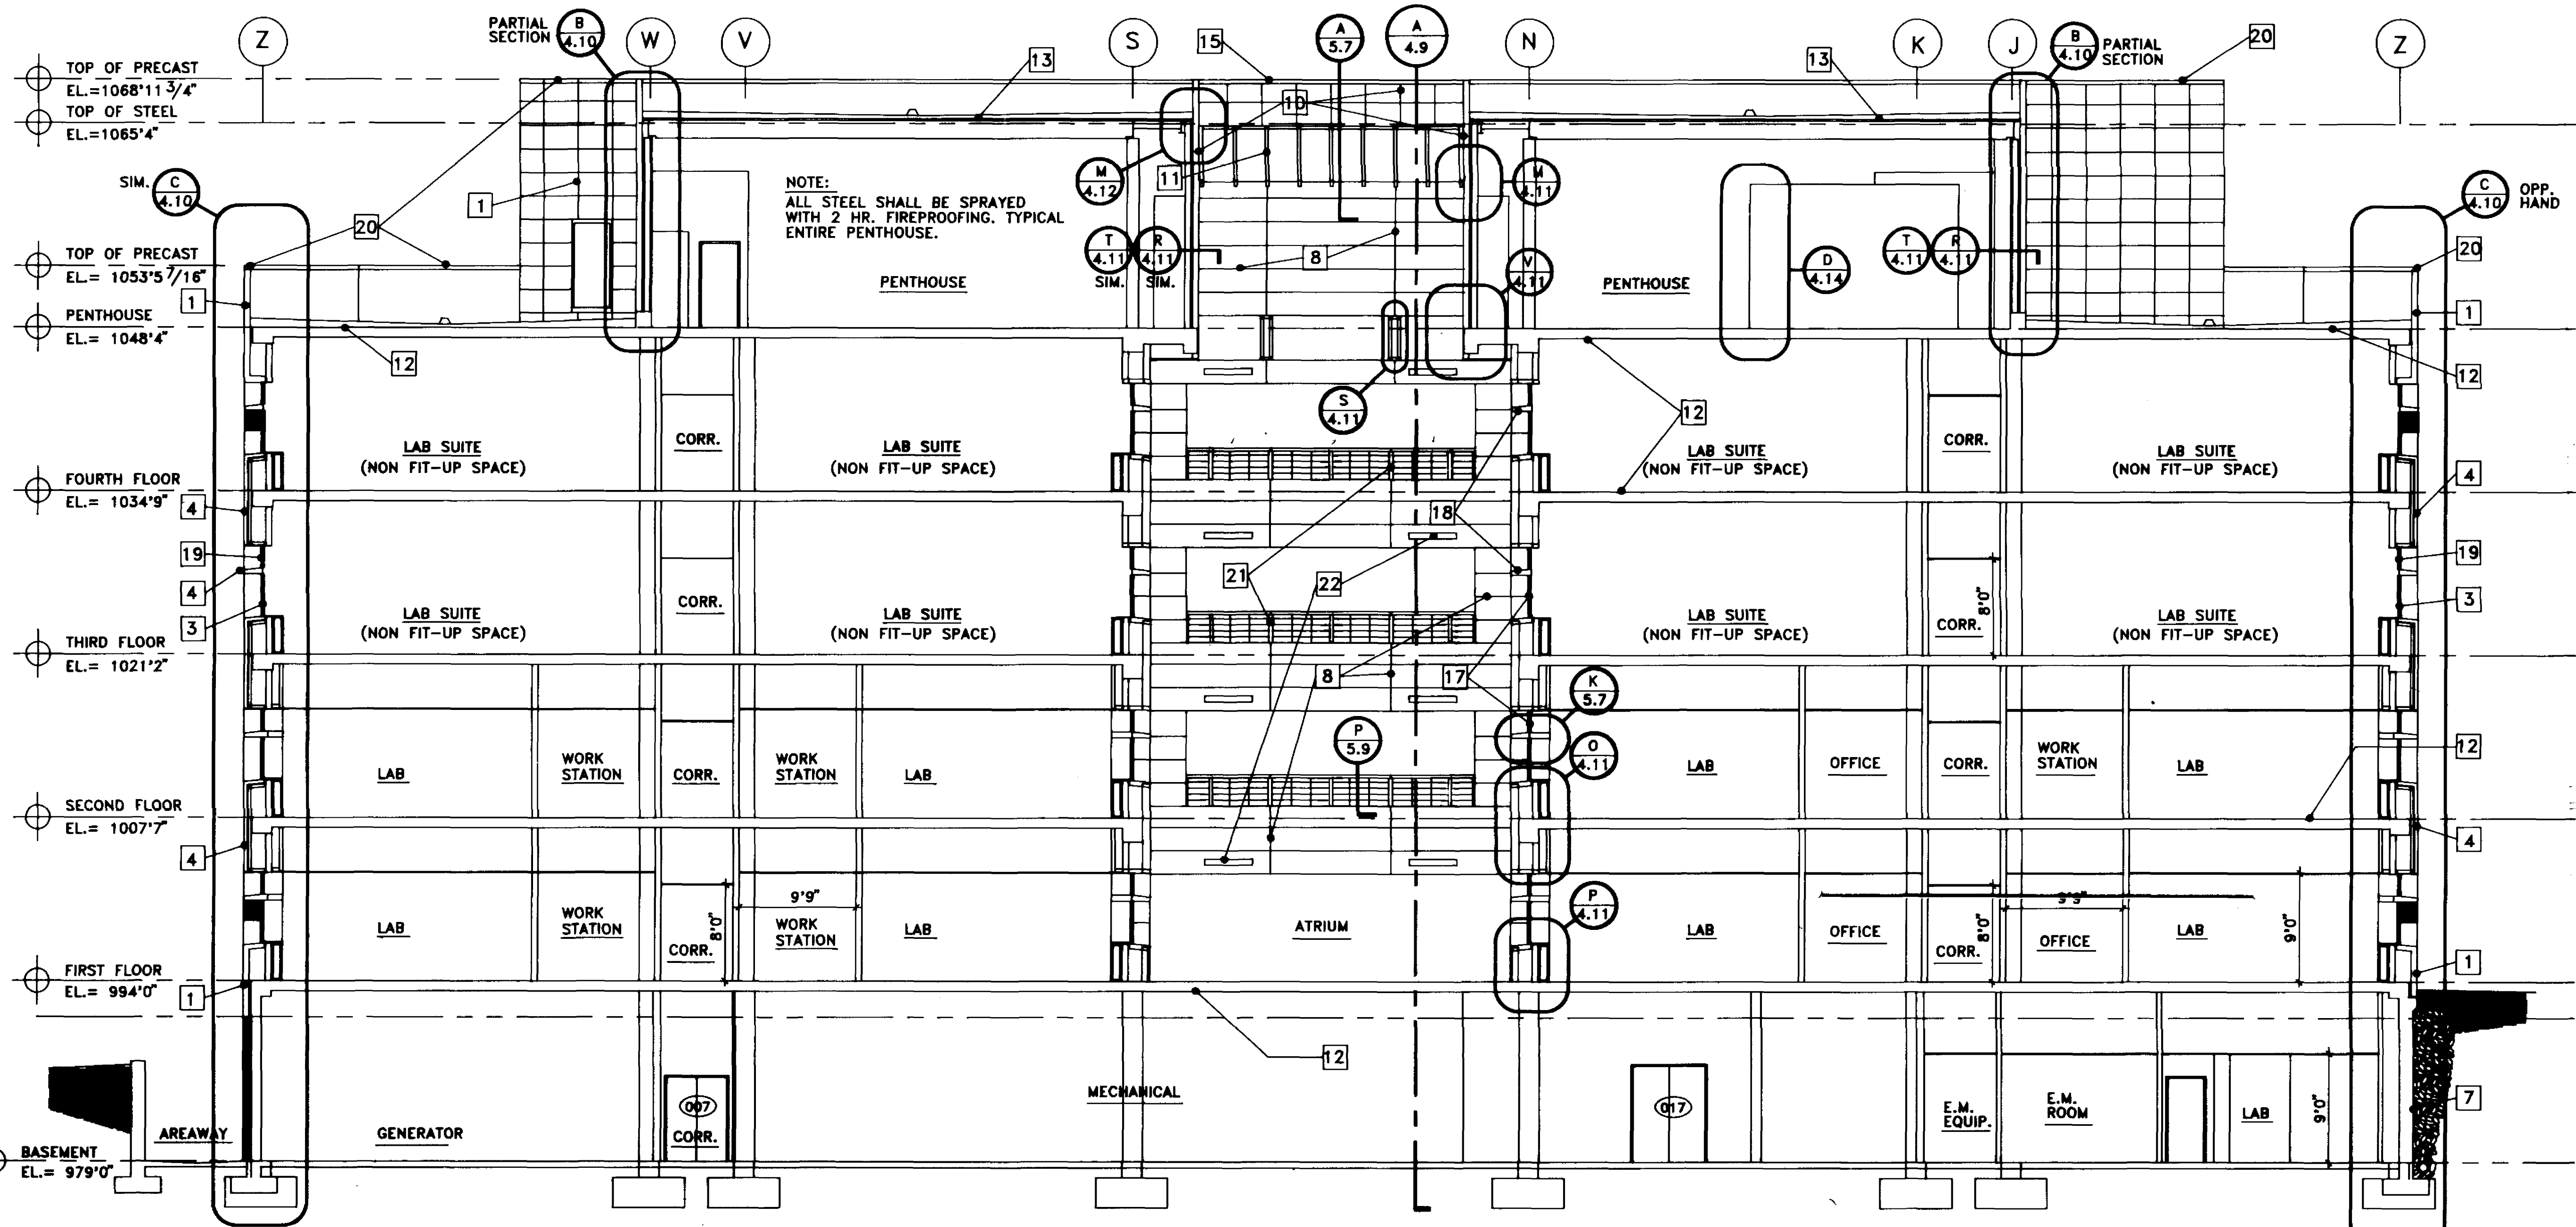 PARTIAL
SECTION
B
4.10
Z
W
V
S
15
A
5.7
A
4.9
N
K
J
B
4.10
PARTIAL
SECTION
20
Z
TOP OF PRECAST
EL.=1068'11 3/4"
TOP OF STEEL
EL.=1065'4"
13
10
13
SIM.
C
4.10
1
NOTE:
ALL STEEL SHALL BE SPRAYED
WITH 2 HR. FIREPROOFING. TYPICAL
ENTIRE PENTHOUSE.
M
4.12
11
M
4.11
C
4.10
OPP.
HAND
20
TOP OF PRECAST
EL.= 1053'5 7/16"
T
4.11
SIM.
R
4.11
SIM.
8
V
4.11
D
4.14
T
4.11
R
4.11
20
1
PENTHOUSE
PENTHOUSE
PENTHOUSE
EL.= 1048'4"
1
12
12
S
4.11
12
LAB SUITE
(NON FIT-UP SPACE)
CORR.
LAB SUITE
(NON FIT-UP SPACE)
LAB SUITE
(NON FIT-UP SPACE)
CORR.
LAB SUITE
(NON FIT-UP SPACE)
FOURTH FLOOR
EL.= 1034'9"
4
18
4
19
4
3
21
22
19
3
LAB SUITE
(NON FIT-UP SPACE)
CORR.
LAB SUITE
(NON FIT-UP SPACE)
LAB SUITE
(NON FIT-UP SPACE)
CORR.
8'0"
LAB SUITE
(NON FIT-UP SPACE)
THIRD FLOOR
EL.= 1021'2"
8
17
K
5.7
P
5.9
O
4.11
12
LAB
WORK
STATION
CORR.
WORK
STATION
LAB
LAB
OFFICE
CORR.
WORK
STATION
LAB
SECOND FLOOR
EL.= 1007'7"
4
4
9'9"
P
4.11
9'9"
LAB
WORK
STATION
CORR.
8'0"
WORK
STATION
LAB
ATRIUM
LAB
OFFICE
CORR.
8'0"
OFFICE
LAB
9'0"
FIRST FLOOR
EL.= 994'0"
1
1
12
MECHANICAL
007
CORR.
017
E.M.
EQUIP.
E.M.
ROOM
LAB
9'0"
7
AREAWAY
GENERATOR
BASEMENT
EL.= 979'0"